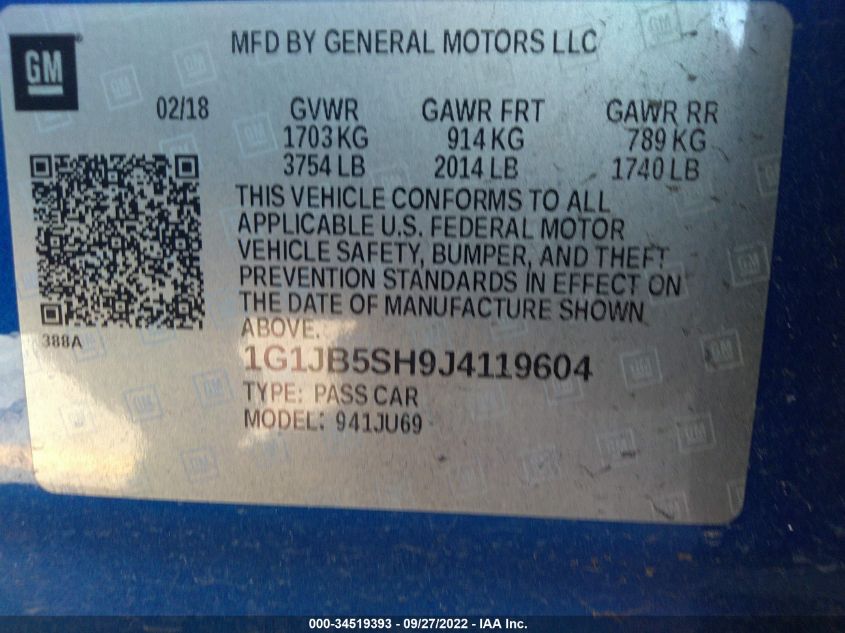 MFD BY GENERAL MOTORS LLC
GM
02/18 GVWR GAWR FRT GAWR RR
1703 KG 914 KG 789 KG
3754 LB 2014 LB 1740 LB
THIS VEHICLE CONFORMS TO ALL
APPLICABLE U.S. FEDERAL MOTOR
VEHICLE SAFETY, BUMPER, AND THEFT
PREVENTION STANDARDS IN EFFECT ON
THE DATE OF MANUFACTURE SHOWN
ABOVE.
388A
1G1JB5SH9J4119604
TYPE: PASS CAR
MODEL: 941JU69
000-34519393 - 09/27/2022 - IAA Inc.